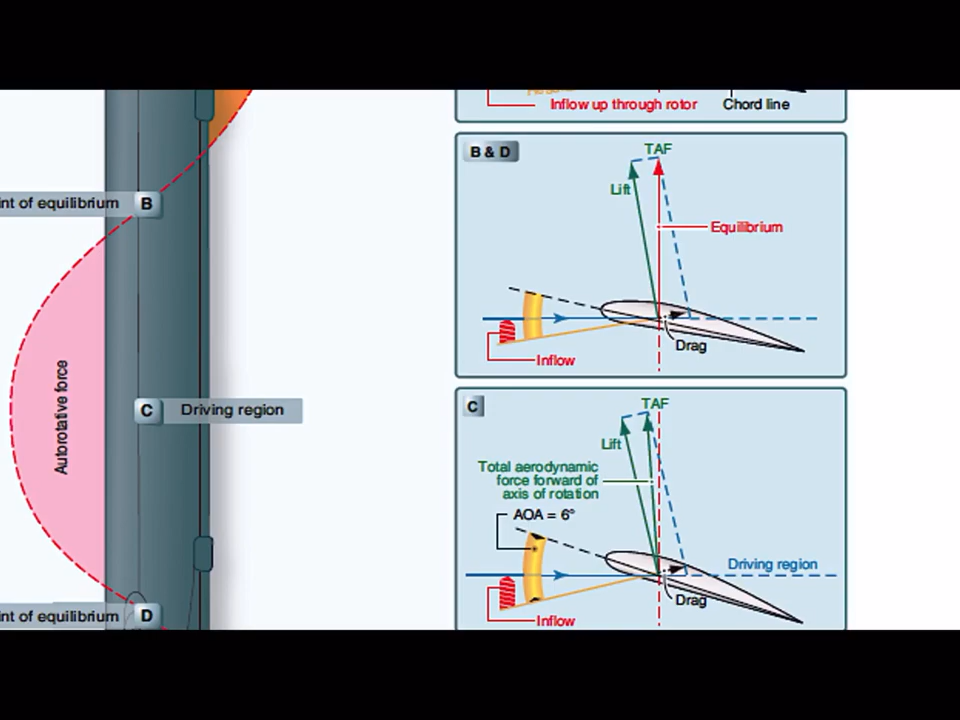 Inflow up through rotor
Chord line
B & D
TAF
Lift
Equilibrium
Drag
Inflow
nt of equilibrium
B
Autorotative force
C
Driving region
nt of equilibrium
D
C
TAF
Lift
Total aerodynamic
force forward of
axis of rotation
AOA = 6°
Driving region
Drag
Inflow